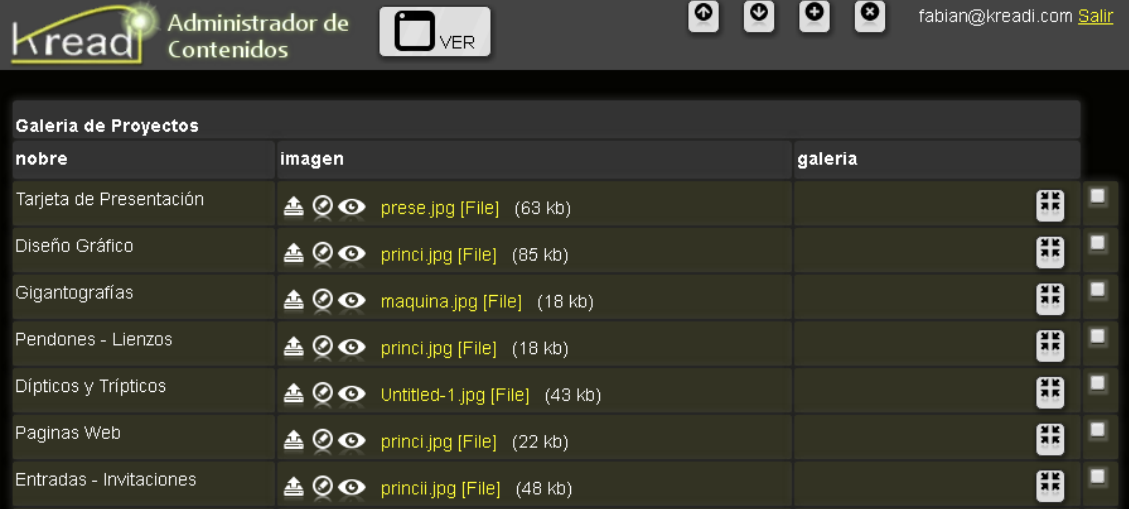 Kreadi
Administrador de
Contenidos
VER
fabian@kreadi.com Salir
Galeria de Proyectos
nobre imagen galeria
Tarjeta de Presentación prese.jpg [File] (63 kb)
Diseño Gráfico princi.jpg [File] (85 kb)
Gigantografías maquina.jpg [File] (18 kb)
Pendones - Lienzos princi.jpg [File] (18 kb)
Dípticos y Trípticos Untitled-1.jpg [File] (43 kb)
Paginas Web princi.jpg [File] (22 kb)
Entradas - Invitaciones princii.jpg [File] (48 kb)